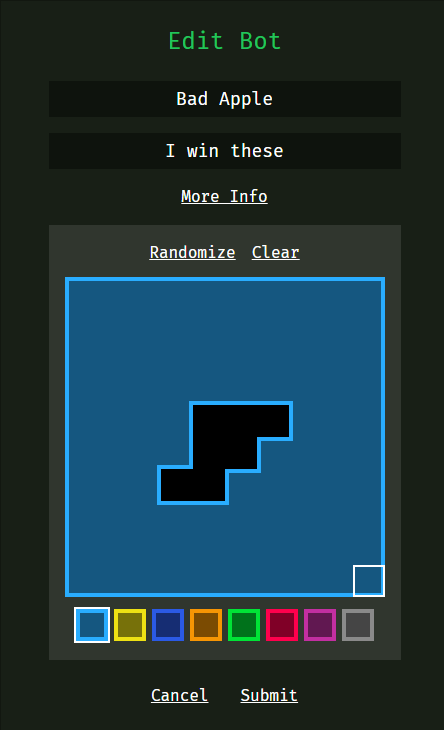 Edit Bot
Bad Apple
I win these
More Info
Randomize Clear
Cancel Submit